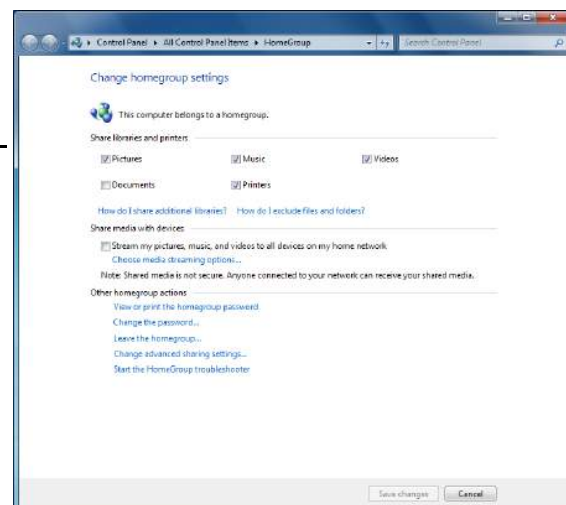 Control Panel ▸ All Control Panel Items ▸ HomeGroup
Search Control Panel
Change homegroup settings
This computer belongs to a homegroup.
Share libraries and printers
Pictures Music Videos
Documents Printers
How do I share additional libraries? How do I exclude files and folders?
Share media with devices
Stream my pictures, music, and videos to all devices on my home network
Choose media streaming options...
Note: Shared media is not secure. Anyone connected to your network can receive your shared media.
Other homegroup actions
View or print the homegroup password
Change the password...
Leave the homegroup...
Change advanced sharing settings...
Start the HomeGroup troubleshooter
Save changes Cancel